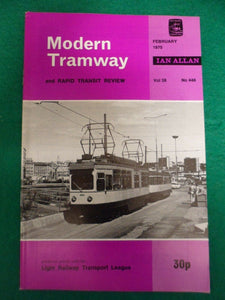 Modern
Tramway
and RAPID TRANSIT REVIEW
FEBRUARY
1975
IAN ALLAN
Vol 38
No 446
Light Railway Transport League
30p